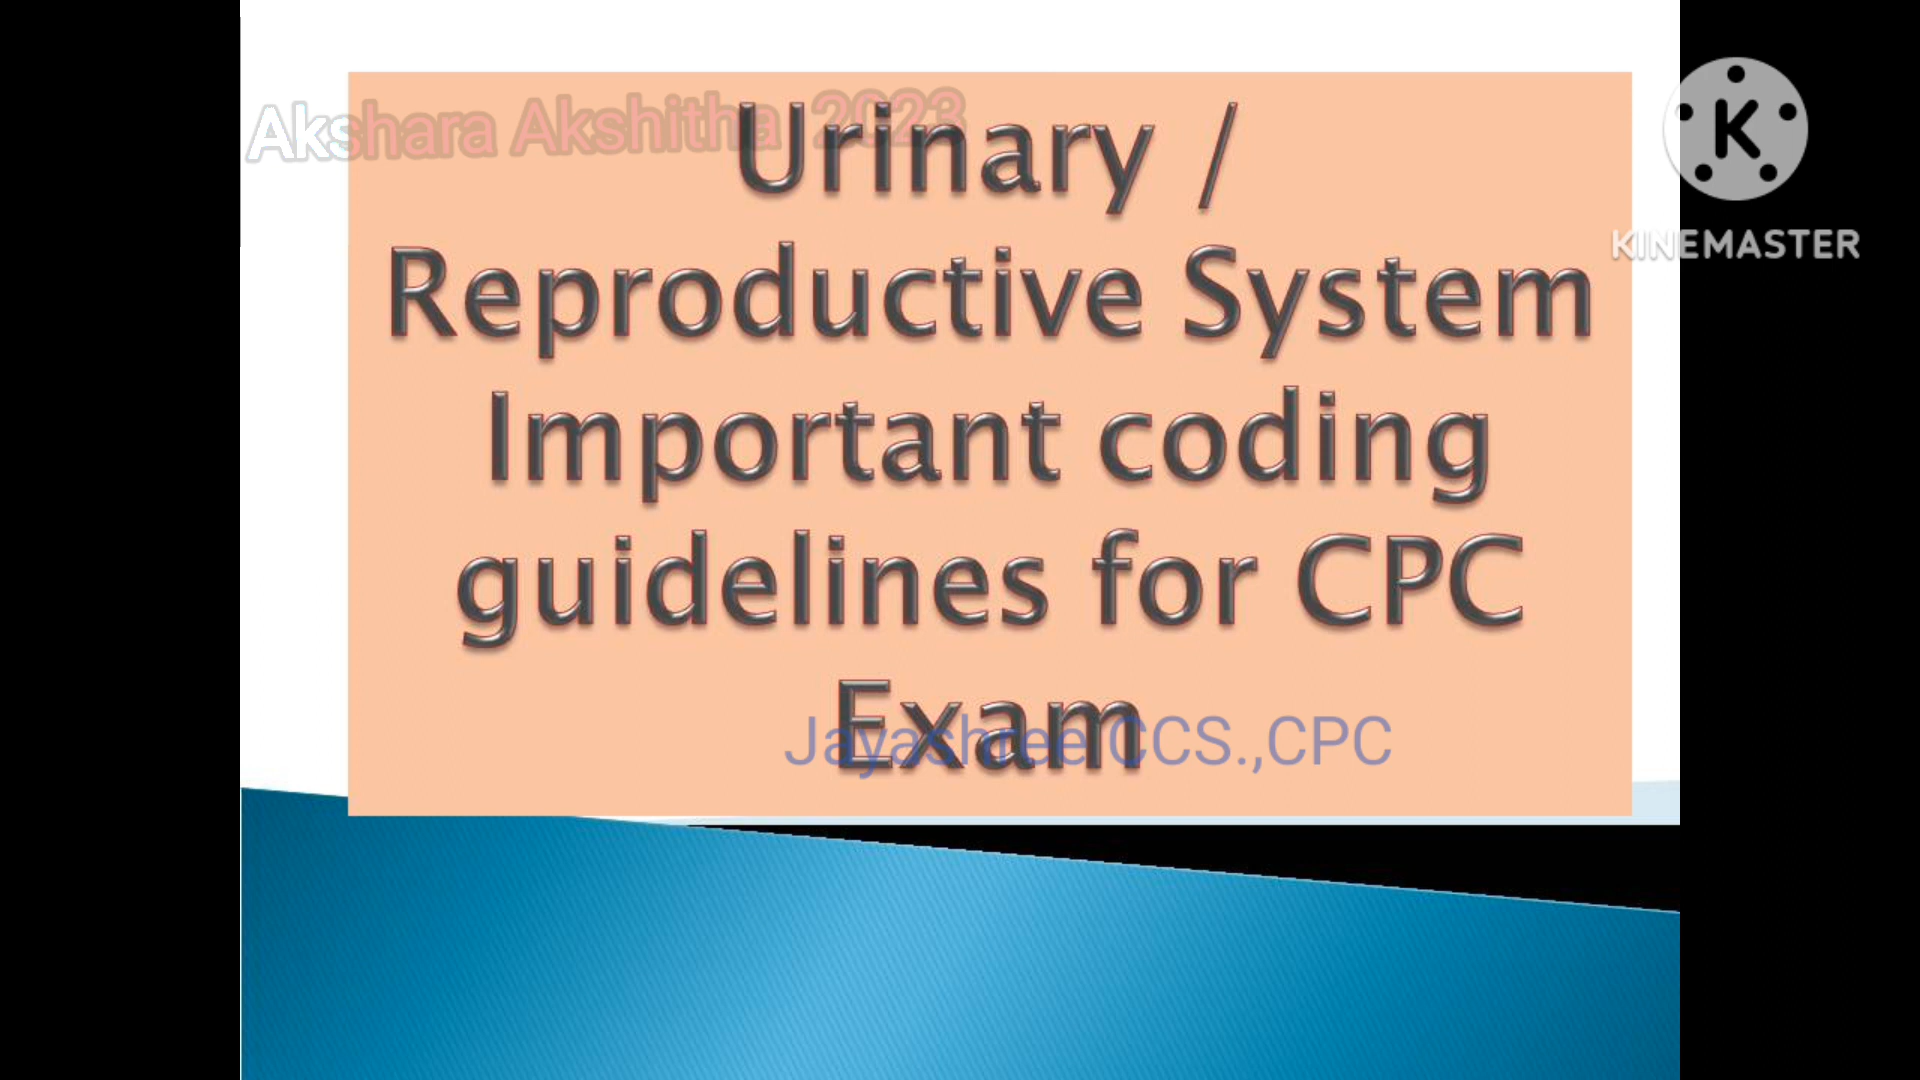 Akshara Akshitha 2023
Urinary /
Reproductive System
Important coding
guidelines for CPC
Exam
Jayashree CCS.,CPC
K
KINEMASTER